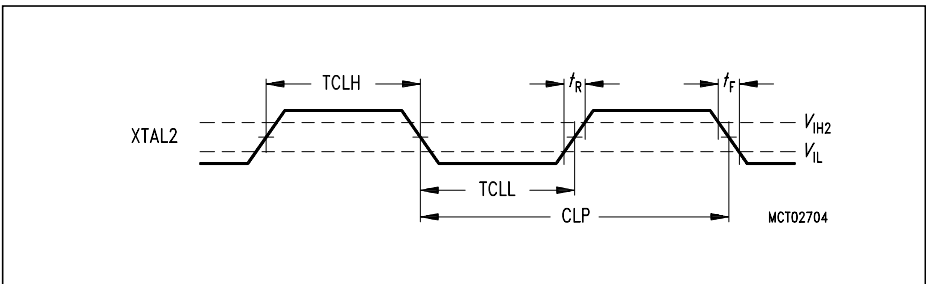 TCLH
tR
tF
XTAL2
VIH2
VIL
TCLL
CLP
MCT02704